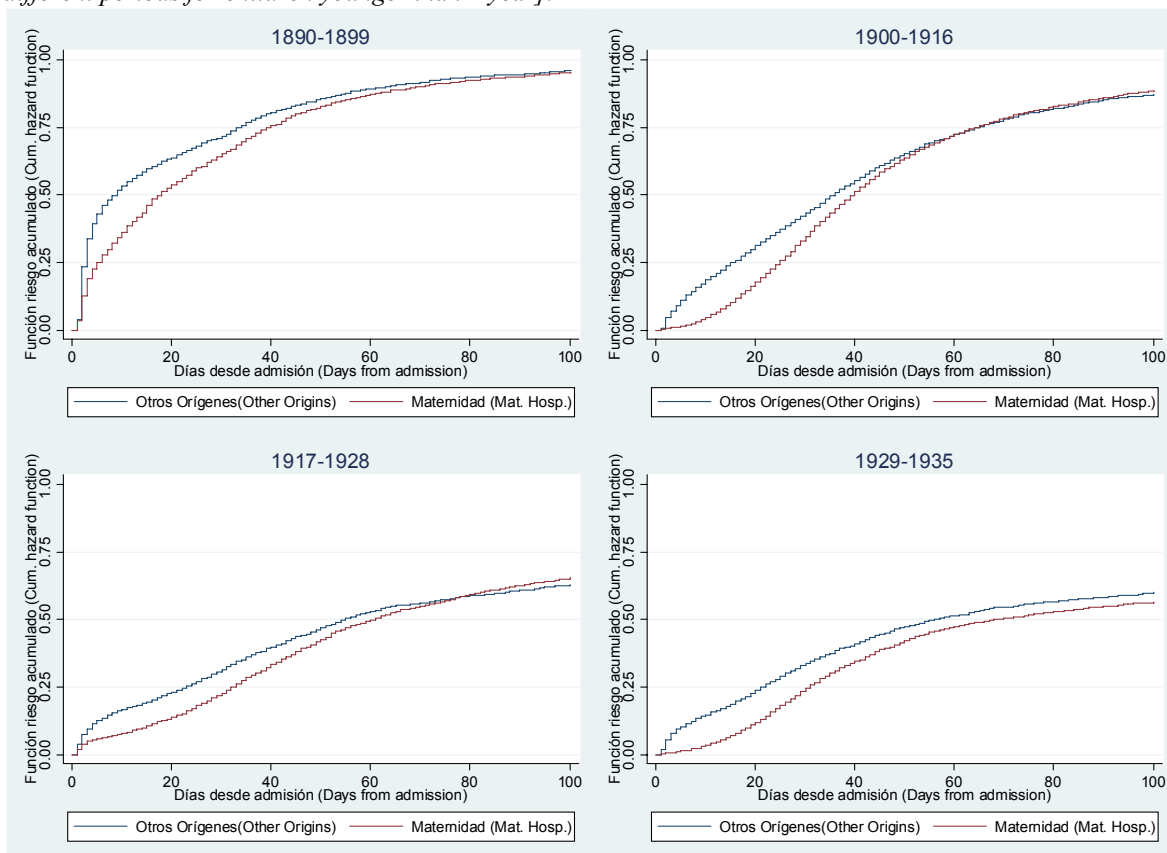 different periods for children younger than 1 year].
1890-1899
Función riesgo acumulado (Cum. hazard function)
1.00
0.75
0.50
0.25
0.00
0 20 40 60 80 100
Días desde admisión (Days from admission)
Otros Orígenes(Other Origins) Maternidad (Mat. Hosp.)
1900-1916
Función riesgo acumulado (Cum. hazard function)
1.00
0.75
0.50
0.25
0.00
0 20 40 60 80 100
Días desde admisión (Days from admission)
Otros Orígenes(Other Origins) Maternidad (Mat. Hosp.)
1917-1928
Función riesgo acumulado (Cum. hazard function)
1.00
0.75
0.50
0.25
0.00
0 20 40 60 80 100
Días desde admisión (Days from admission)
Otros Orígenes(Other Origins) Maternidad (Mat. Hosp.)
1929-1935
Función riesgo acumulado (Cum. hazard function)
1.00
0.75
0.50
0.25
0.00
0 20 40 60 80 100
Días desde admisión (Days from admission)
Otros Orígenes(Other Origins) Maternidad (Mat. Hosp.)